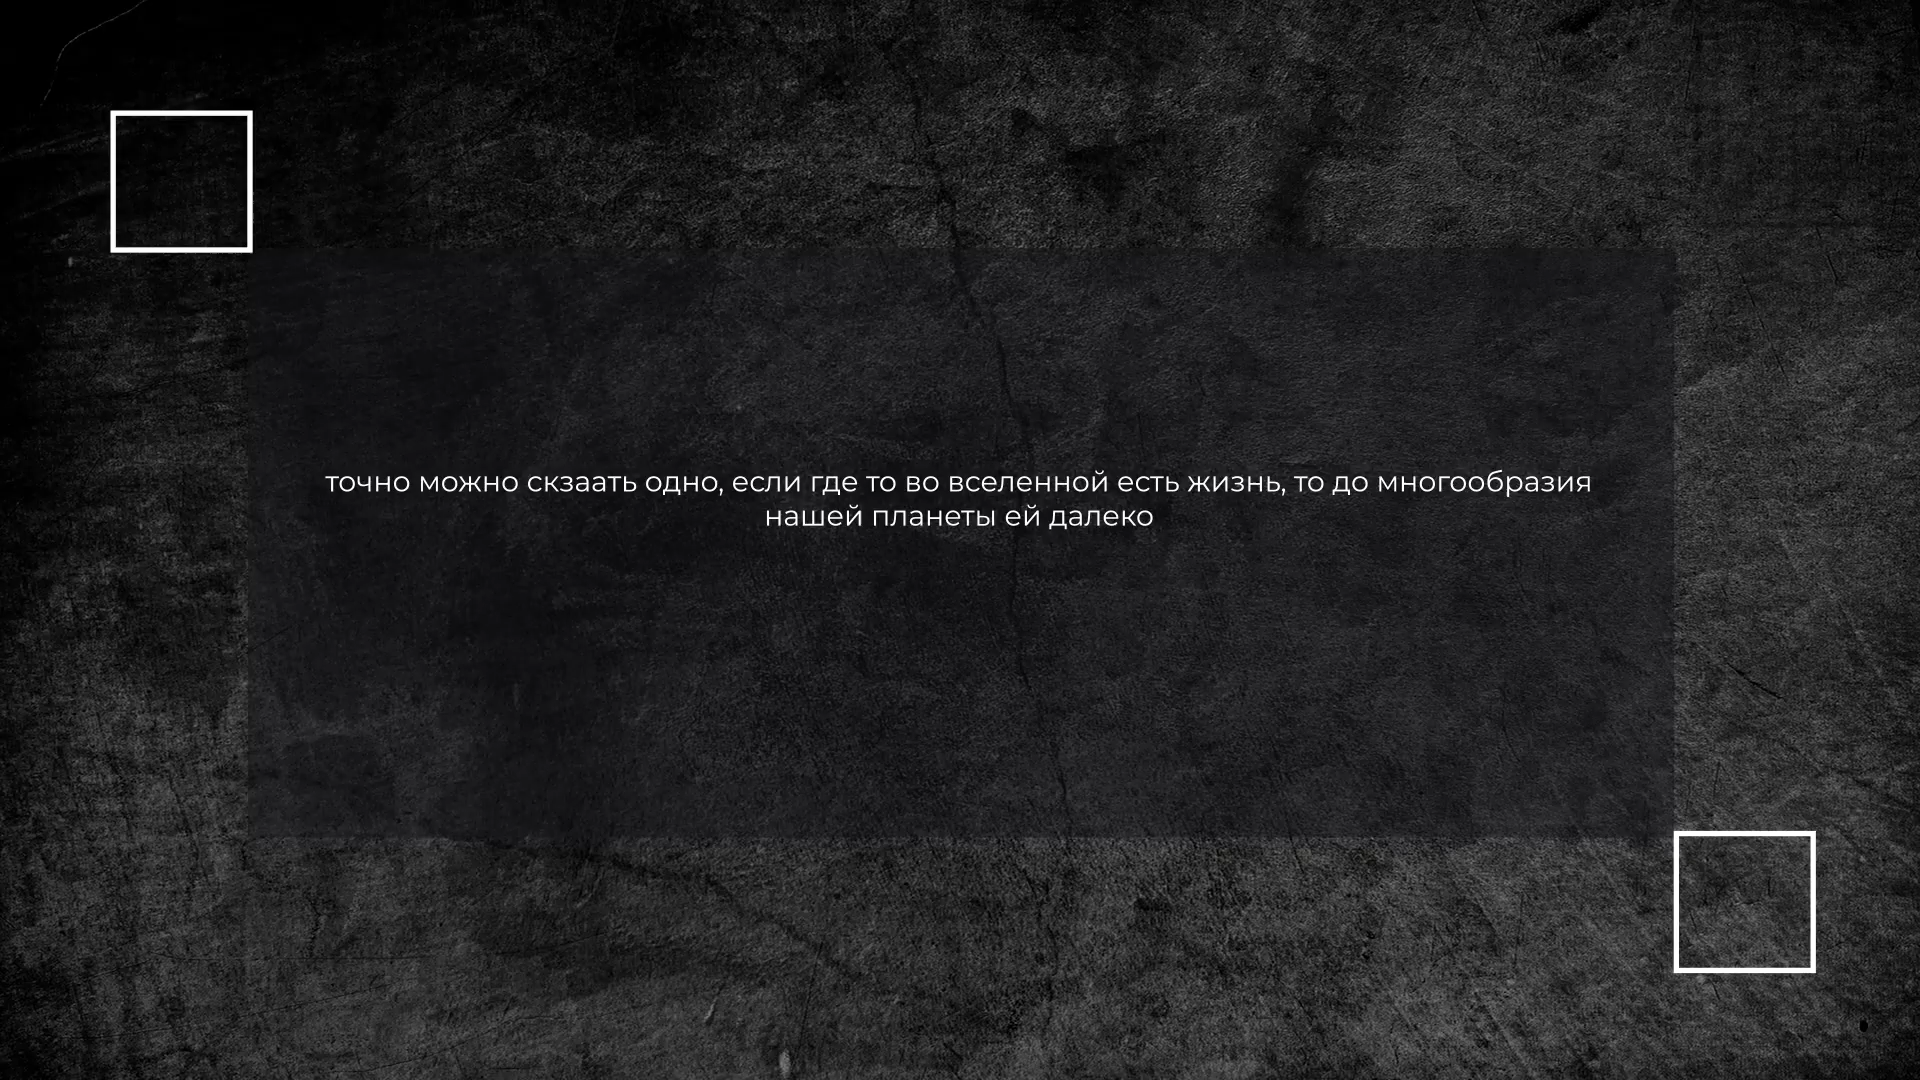 точно можно скзаать одно, если где то во вселенной есть жизнь, то до многообразия
нашей планеты ей далеко